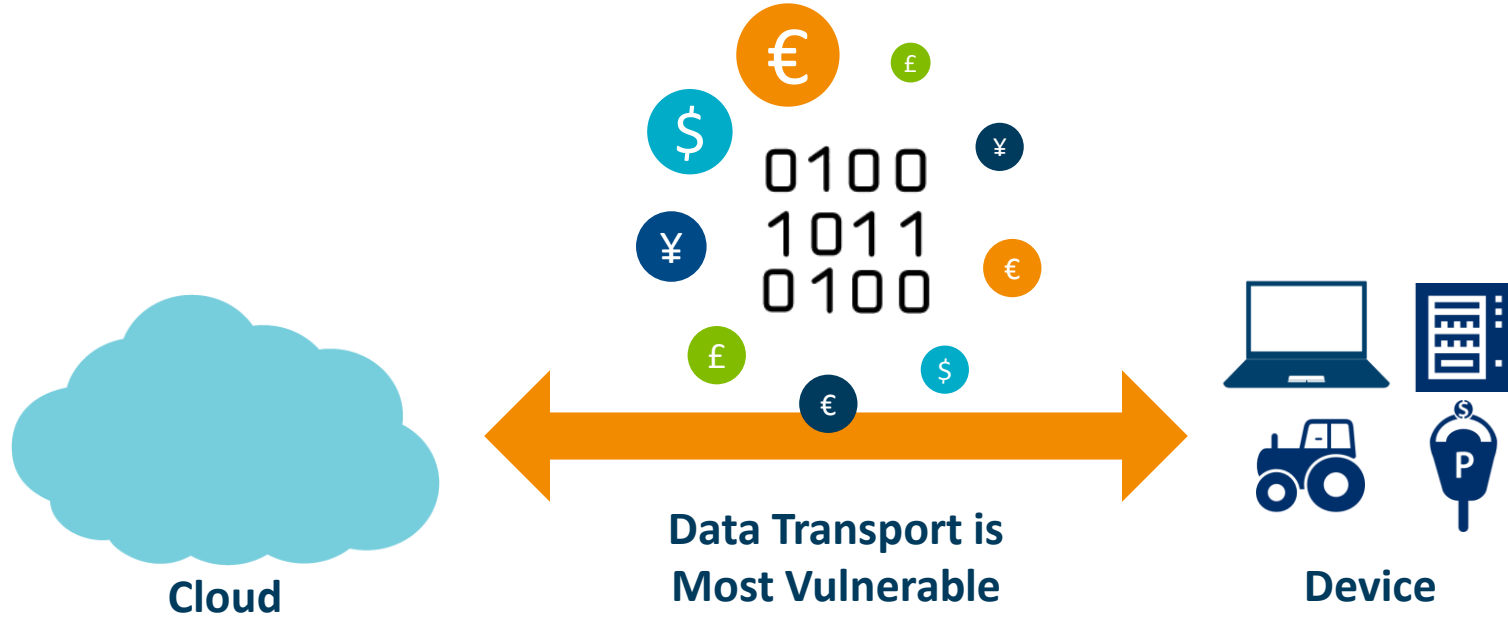 €
£
$
¥
0100
¥
1011
€
0100
£
$
€
$
P
Data Transport is
Most Vulnerable
Cloud
Device